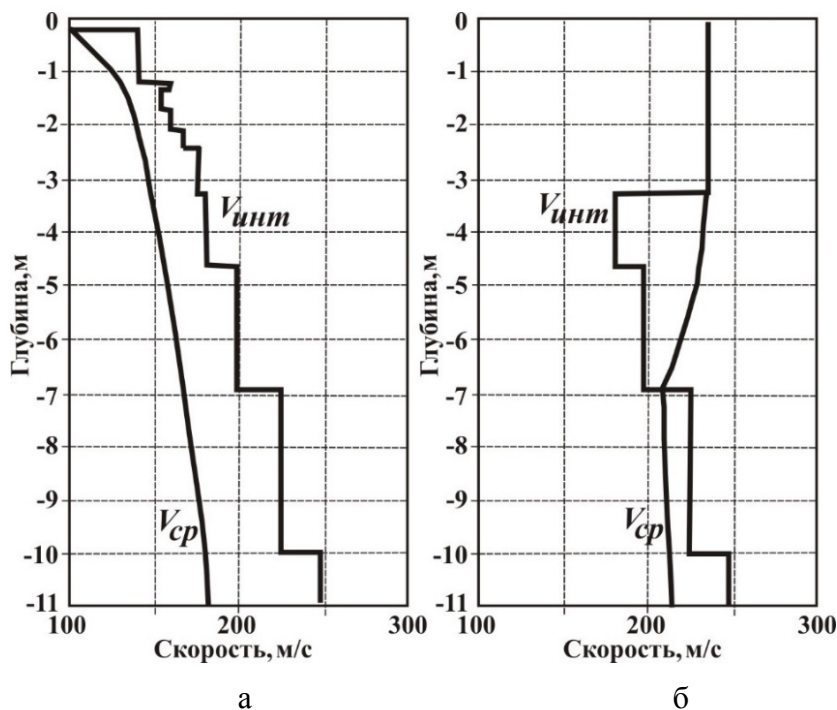 0
-1
-2
-3
-4
-5
-6
-7
-8
-9
-10
-11
Глубина,м
Vинт
Vср
100 200 300
Скорость,м/с
а
0
-1
-2
-3
-4
-5
-6
-7
-8
-9
-10
-11
Глубина,м
Vинт
Vср
100 200 300
Скорость,м/с
б